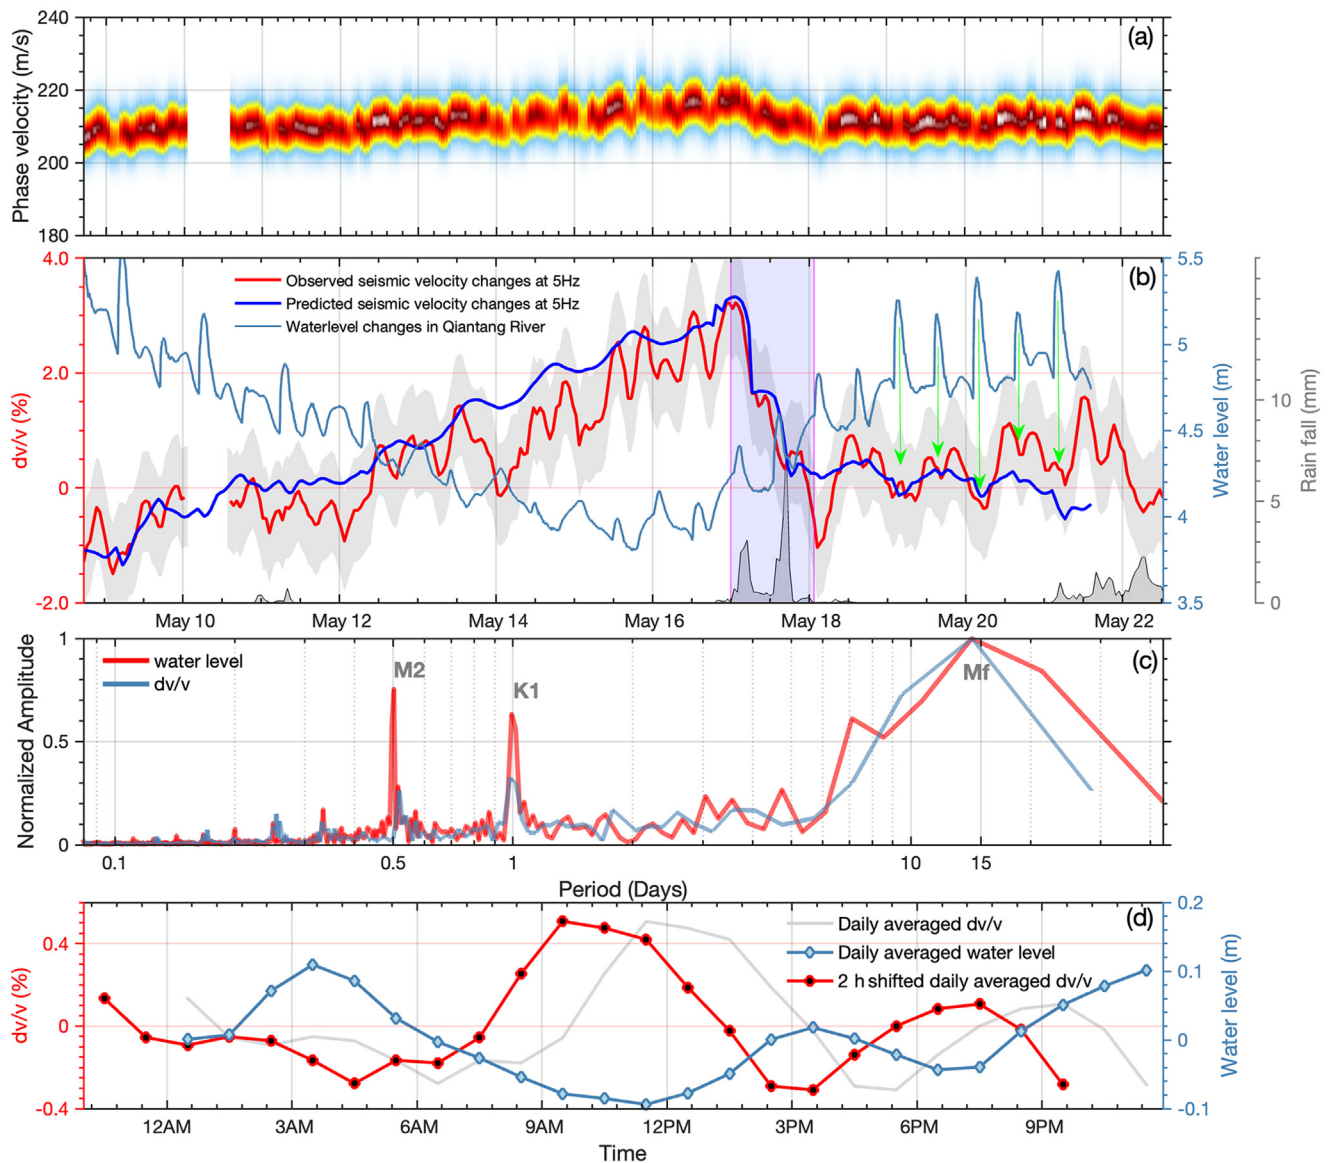 (a)
Phase velocity (m/s)
240
220
200
180
(b)
Observed seismic velocity changes at 5Hz
Predicted seismic velocity changes at 5Hz
Waterlevel changes in Qiantang River
dv/v (%)
4.0
2.0
0
-2.0
Water level (m)
5.5
5
4.5
4
3.5
Rain fall (mm)
10
5
0
May 10 May 12 May 14 May 16 May 18 May 20 May 22
(c)
water level
dv/v
M2
K1
Mf
Normalized Amplitude
1
0.5
0
0.1 0.5 1 10 15
Period (Days)
(d)
Daily averaged dv/v
Daily averaged water level
2 h shifted daily averaged dv/v
dv/v (%)
0.4
0
-0.4
Water level (m)
0.2
0.1
0
-0.1
12AM 3AM 6AM 9AM 12PM 3PM 6PM 9PM
Time